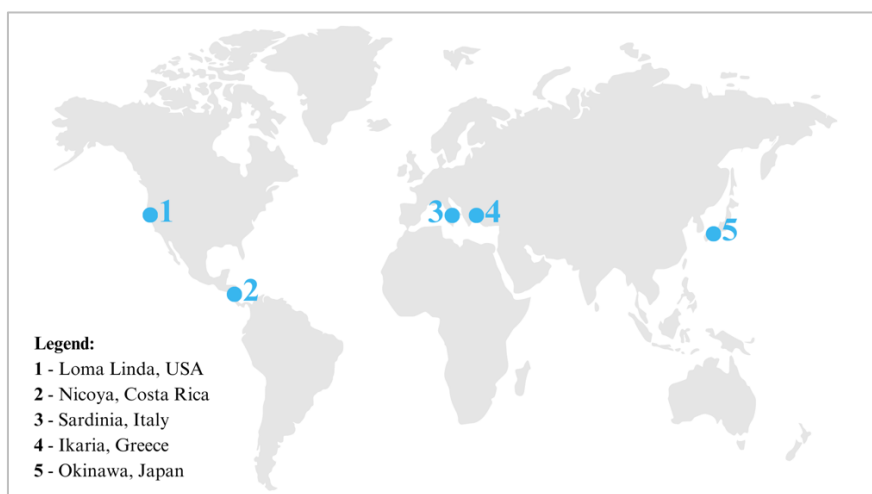 1
3
4
5
2
Legend:
1 - Loma Linda, USA
2 - Nicoya, Costa Rica
3 - Sardinia, Italy
4 - Ikaria, Greece
5 - Okinawa, Japan